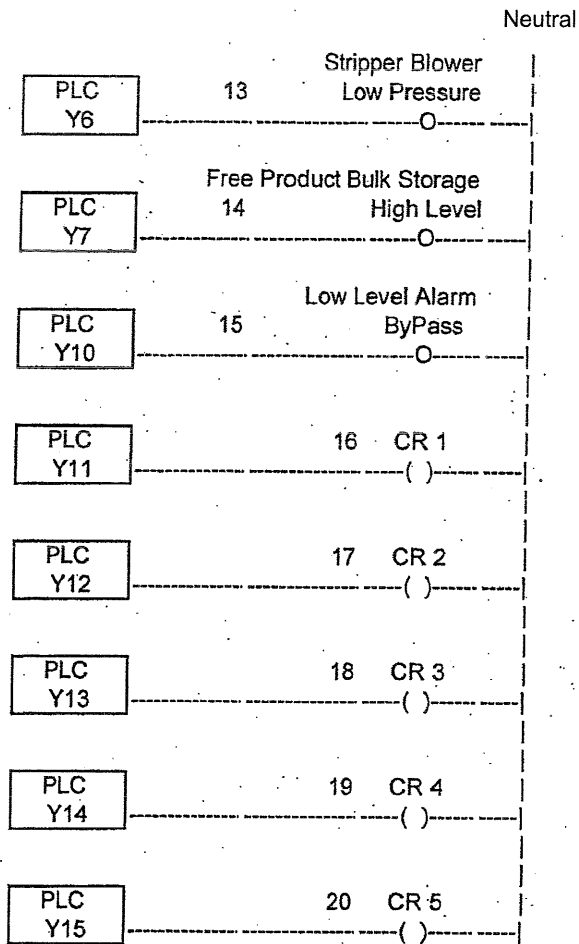 Neutral
Stripper Blower
PLC 13 Low Pressure
Y6
Free Product Bulk Storage
PLC 14 High Level
Y7
Low Level Alarm
PLC 15 ByPass
Y10
PLC 16 CR 1
Y11 ( )
PLC 17 CR 2
Y12 ( )
PLC 18 CR 3
Y13 ( )
PLC 19 CR 4
Y14 ( )
PLC 20 CR 5
Y15 ( )